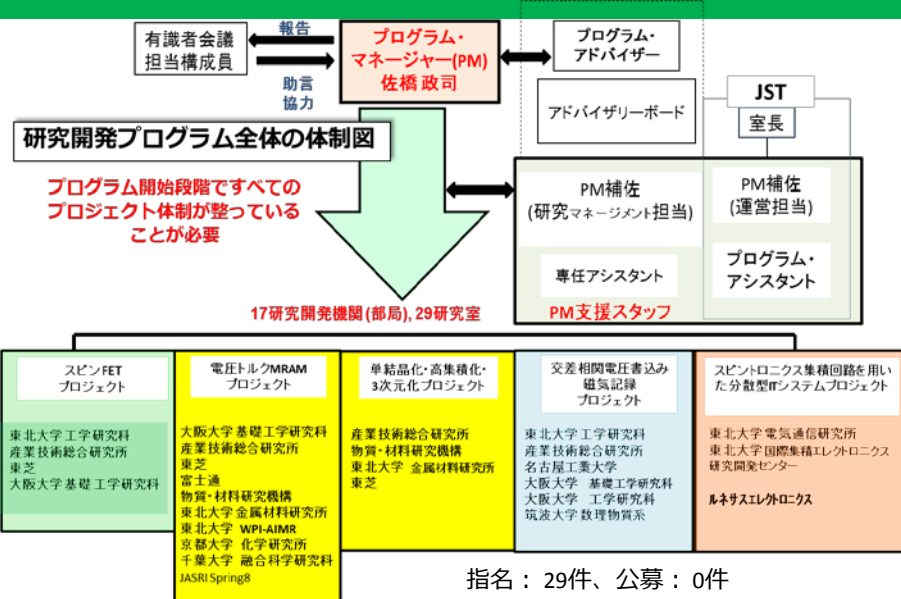 有識者会議
担当構成員
報告
助言
協力
プログラム・
マネージャー(PM)
佐橋 政司
プログラム・
アドバイザー
アドバイザリーボード
JST
室長
研究開発プログラム全体の体制図
プログラム開始段階ですべての
プロジェクト体制が整っている
ことが必要
PM補佐
(研究マネージメント担当)
PM補佐
(運営担当)
専任アシスタント
プログラム・
アシスタント
PM支援スタッフ
17研究開発機関(部局), 29研究室
スピンFET
プロジェクト
東北大学 工学研究科
産業技術総合研究所
東芝
大阪大学 基礎工学研究科
電圧トルクMRAM
プロジェクト
大阪大学 基礎工学研究科
産業技術総合研究所
東芝
富士通
物質・材料研究機構
東北大学 金属材料研究所
東北大学 WPI-AIMR
京都大学 化学研究所
千葉大学 融合科学研究科
JASRI Spring8
単結晶化・高集積化・
3次元化プロジェクト
産業技術総合研究所
物質・材料研究機構
東北大学 金属材料研究所
東芝
交差相関電圧書込み
磁気記録
プロジェクト
東北大学 工学研究科
産業技術総合研究所
名古屋工業大学
大阪大学 基礎工学研究科
大阪大学 工学研究科
筑波大学 数理物質系
スピントロニクス集積回路を用い
た分散型ITシステムプロジェクト
東北大学 電気通信研究所
東北大学 国際集積エレクトロニクス
研究開発センター
ルネサスエレクトロニクス
指名： 29件、公募： 0件